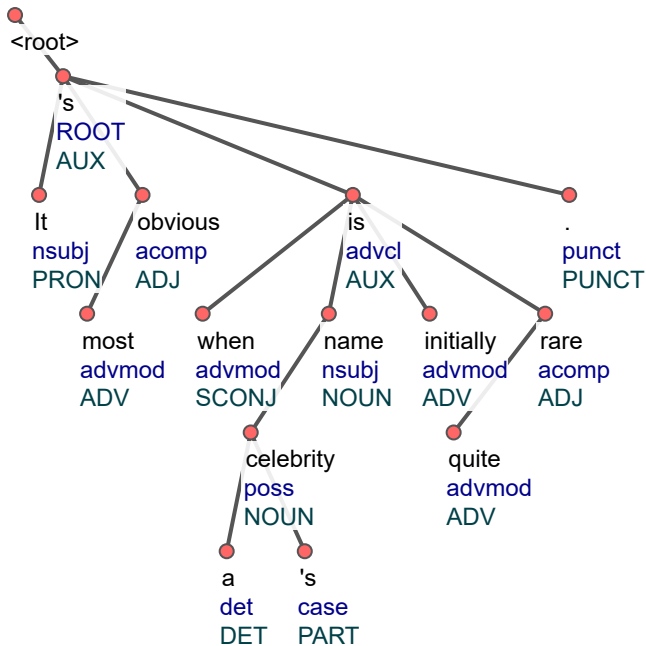 <root>
's
ROOT
AUX
It
nsubj
PRON
obvious
acomp
ADJ
is
advcl
AUX
.
punct
PUNCT
most
advmod
ADV
when
advmod
SCONJ
name
nsubj
NOUN
initially
advmod
ADV
rare
acomp
ADJ
celebrity
poss
NOUN
quite
advmod
ADV
a
det
DET
's
case
PART